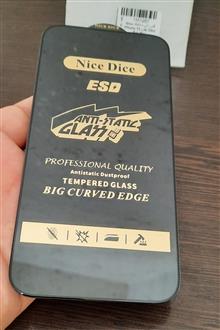 Nice Dice
ESD
ANTI-STATIC
GLASS
PROFESSIONAL QUALITY
Antistatic Dustproof
TEMPERED GLASS
BIG CURVED EDGE